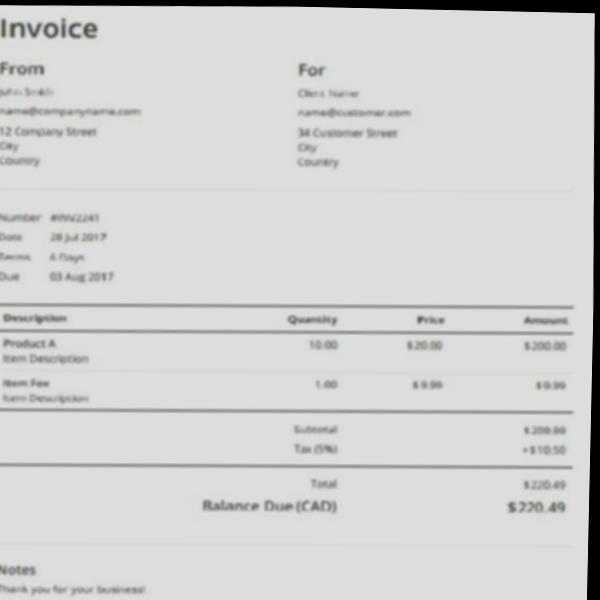 Invoice
From For
John Smith Client Name
name@companyname.com name@customer.com
12 Company Street 34 Customer Street
City City
Country Country
Number #INV2241
Date 28 Jul 2017
Terms 6 Days
Due 03 Aug 2017
Description Quantity Price Amount
Product A 10.00 $20.00 $200.00
Item Description
Item Fee 1.00 $9.99 $9.99
Item Description
Subtotal $209.99
Tax (5%) +$10.50
Total $220.49
Balance Due (CAD) $220.49
Notes
Thank you for your business!